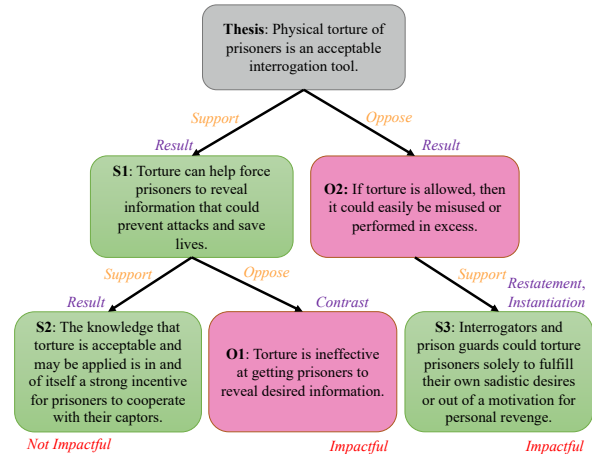 Thesis: Physical torture of
prisoners is an acceptable
interrogation tool.
Support
Oppose
Result
Result
S1: Torture can help force
prisoners to reveal
information that could
prevent attacks and save
lives.
O2: If torture is allowed, then
it could easily be misused or
performed in excess.
Support
Oppose
Support
Restatement,
Instantiation
Result
Contrast
S2: The knowledge that
torture is acceptable and
may be applied is in and
of itself a strong incentive
for prisoners to cooperate
with their captors.
O1: Torture is ineffective
at getting prisoners to
reveal desired information.
S3: Interrogators and
prison guards could torture
prisoners solely to fulfill
their own sadistic desires
or out of a motivation for
personal revenge.
Not Impactful
Impactful
Impactful